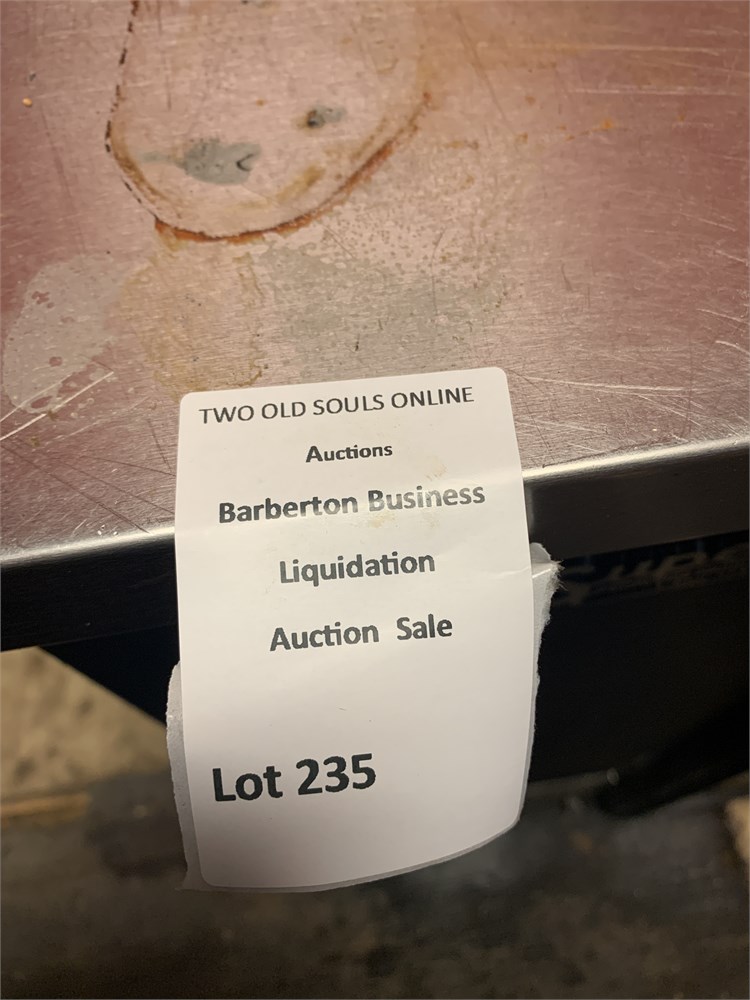 TWO OLD SOULS ONLINE
Auctions
Barberton Business
Liquidation
Auction Sale
Lot 235